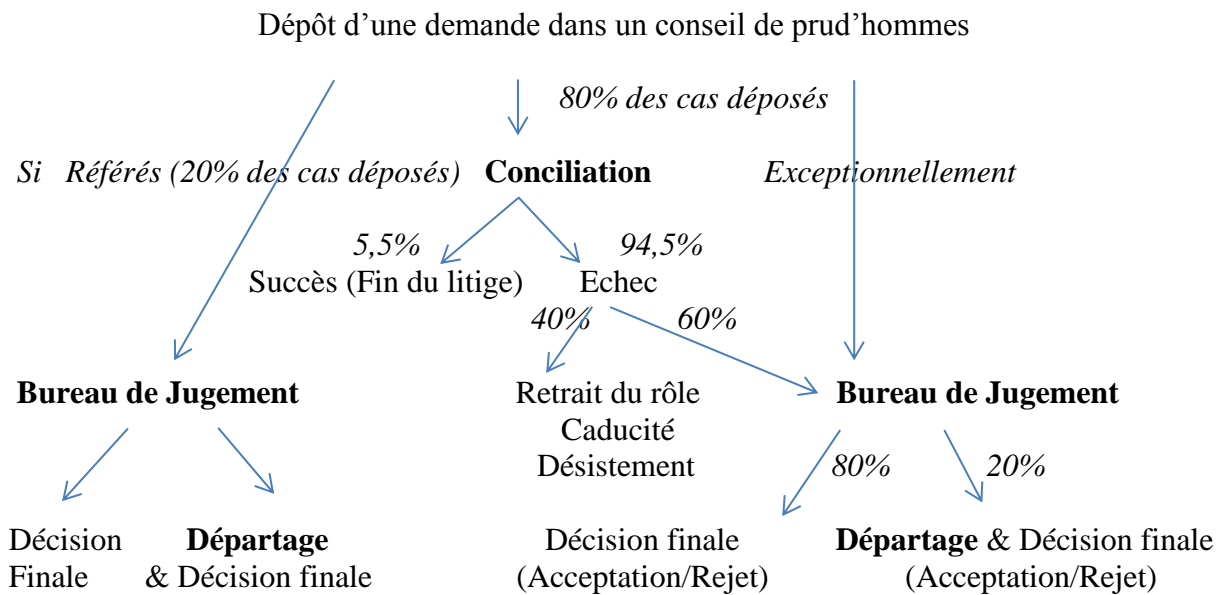 Dépôt d’une demande dans un conseil de prud’hommes
80% des cas déposés
Si Référés (20% des cas déposés) Conciliation Exceptionnellement
5,5% 94,5%
Succès (Fin du litige) Echec
40% 60%
Bureau de Jugement Retrait du rôle Bureau de Jugement
Caducité
Désistement 80% 20%
Décision Départage Décision finale Départage & Décision finale
Finale & Décision finale (Acceptation/Rejet) (Acceptation/Rejet)